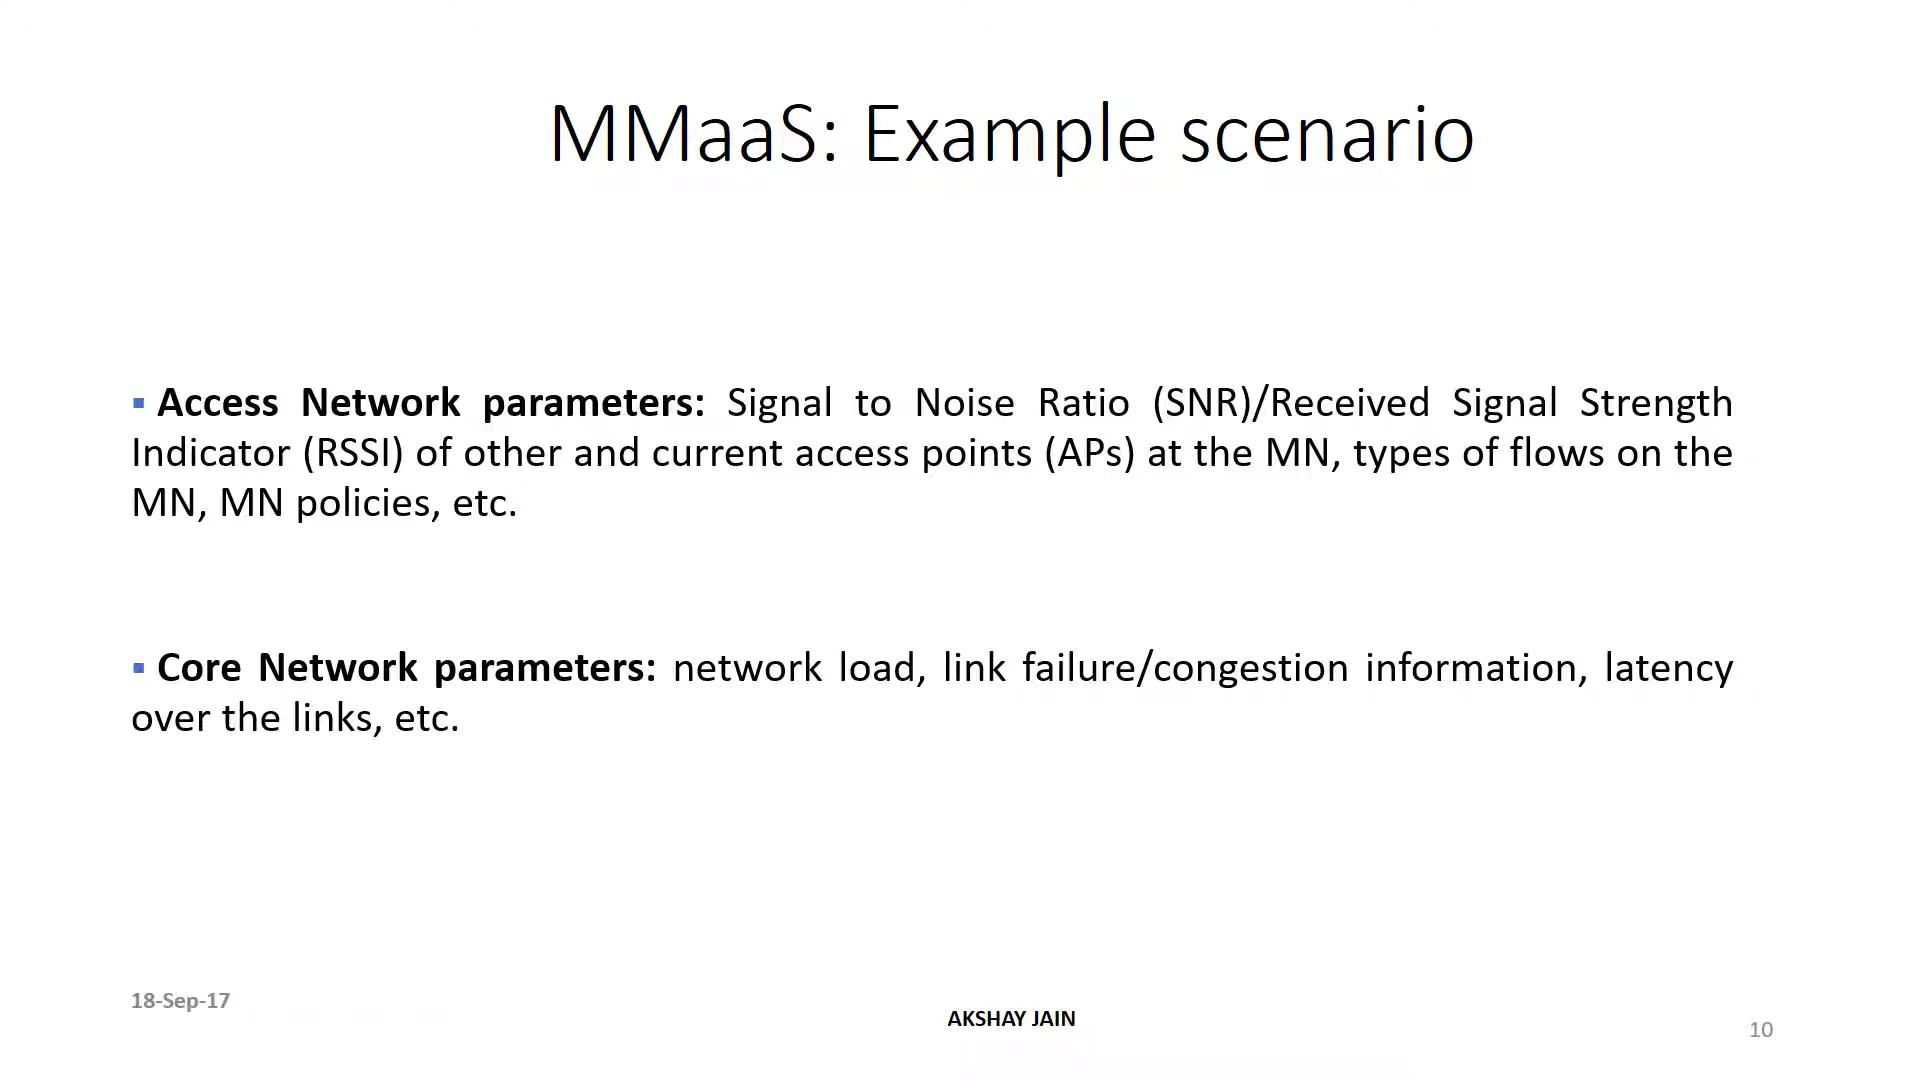 MMaaS: Example scenario
▪ Access Network parameters: Signal to Noise Ratio (SNR)/Received Signal Strength
Indicator (RSSI) of other and current access points (APs) at the MN, types of flows on the
MN, MN policies, etc.
▪ Core Network parameters: network load, link failure/congestion information, latency
over the links, etc.
18-Sep-17
AKSHAY JAIN
10